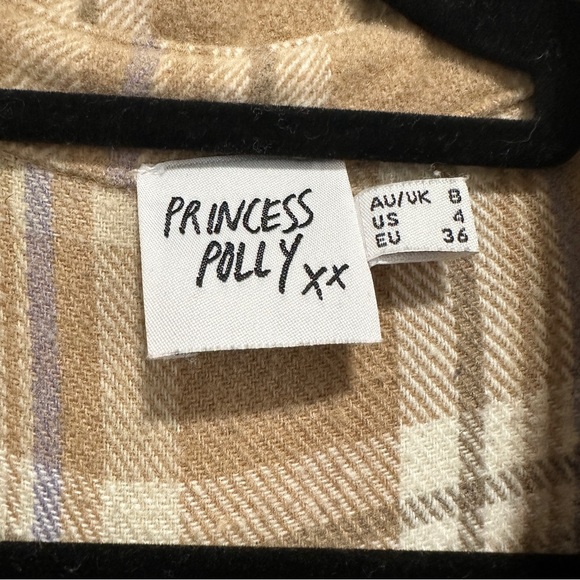 PRINCESS
POLLY xx
AU/UK 8
US 4
EU 36